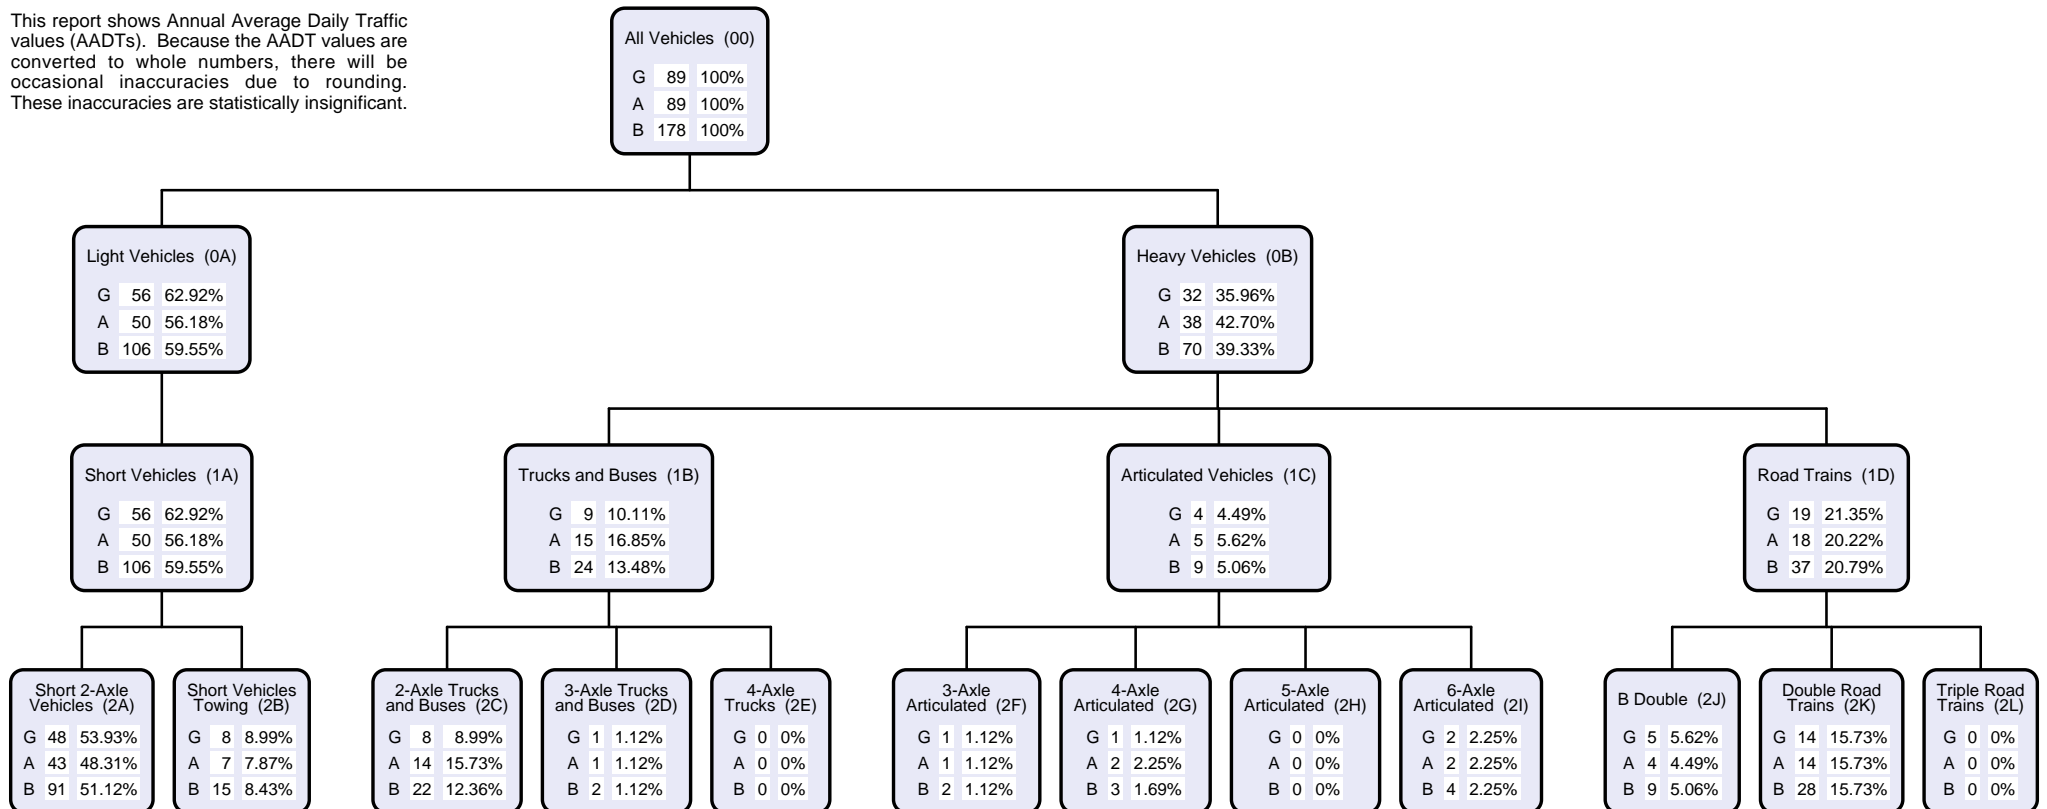 This report shows Annual Average Daily Traffic
values (AADTs).  Because the AADT values are
converted to whole numbers, there will be
occasional inaccuracies due to rounding.
These inaccuracies are statistically insignificant.
All Vehicles (00)
G 89 100%
A 89 100%
B 178 100%
Light Vehicles (0A)
G 56 62.92%
A 50 56.18%
B 106 59.55%
Heavy Vehicles (0B)
G 32 35.96%
A 38 42.70%
B 70 39.33%
Short Vehicles (1A)
G 56 62.92%
A 50 56.18%
B 106 59.55%
Trucks and Buses (1B)
G 9 10.11%
A 15 16.85%
B 24 13.48%
Articulated Vehicles (1C)
G 4 4.49%
A 5 5.62%
B 9 5.06%
Road Trains (1D)
G 19 21.35%
A 18 20.22%
B 37 20.79%
Short 2-Axle
Vehicles (2A)
G 48 53.93%
A 43 48.31%
B 91 51.12%
Short Vehicles
Towing (2B)
G 8 8.99%
A 7 7.87%
B 15 8.43%
2-Axle Trucks
and Buses (2C)
G 8 8.99%
A 14 15.73%
B 22 12.36%
3-Axle Trucks
and Buses (2D)
G 1 1.12%
A 1 1.12%
B 2 1.12%
4-Axle
Trucks (2E)
G 0 0%
A 0 0%
B 0 0%
3-Axle
Articulated (2F)
G 1 1.12%
A 1 1.12%
B 2 1.12%
4-Axle
Articulated (2G)
G 1 1.12%
A 2 2.25%
B 3 1.69%
5-Axle
Articulated (2H)
G 0 0%
A 0 0%
B 0 0%
6-Axle
Articulated (2I)
G 2 2.25%
A 2 2.25%
B 4 2.25%
B Double (2J)
G 5 5.62%
A 4 4.49%
B 9 5.06%
Double Road
Trains (2K)
G 14 15.73%
A 14 15.73%
B 28 15.73%
Triple Road
Trains (2L)
G 0 0%
A 0 0%
B 0 0%